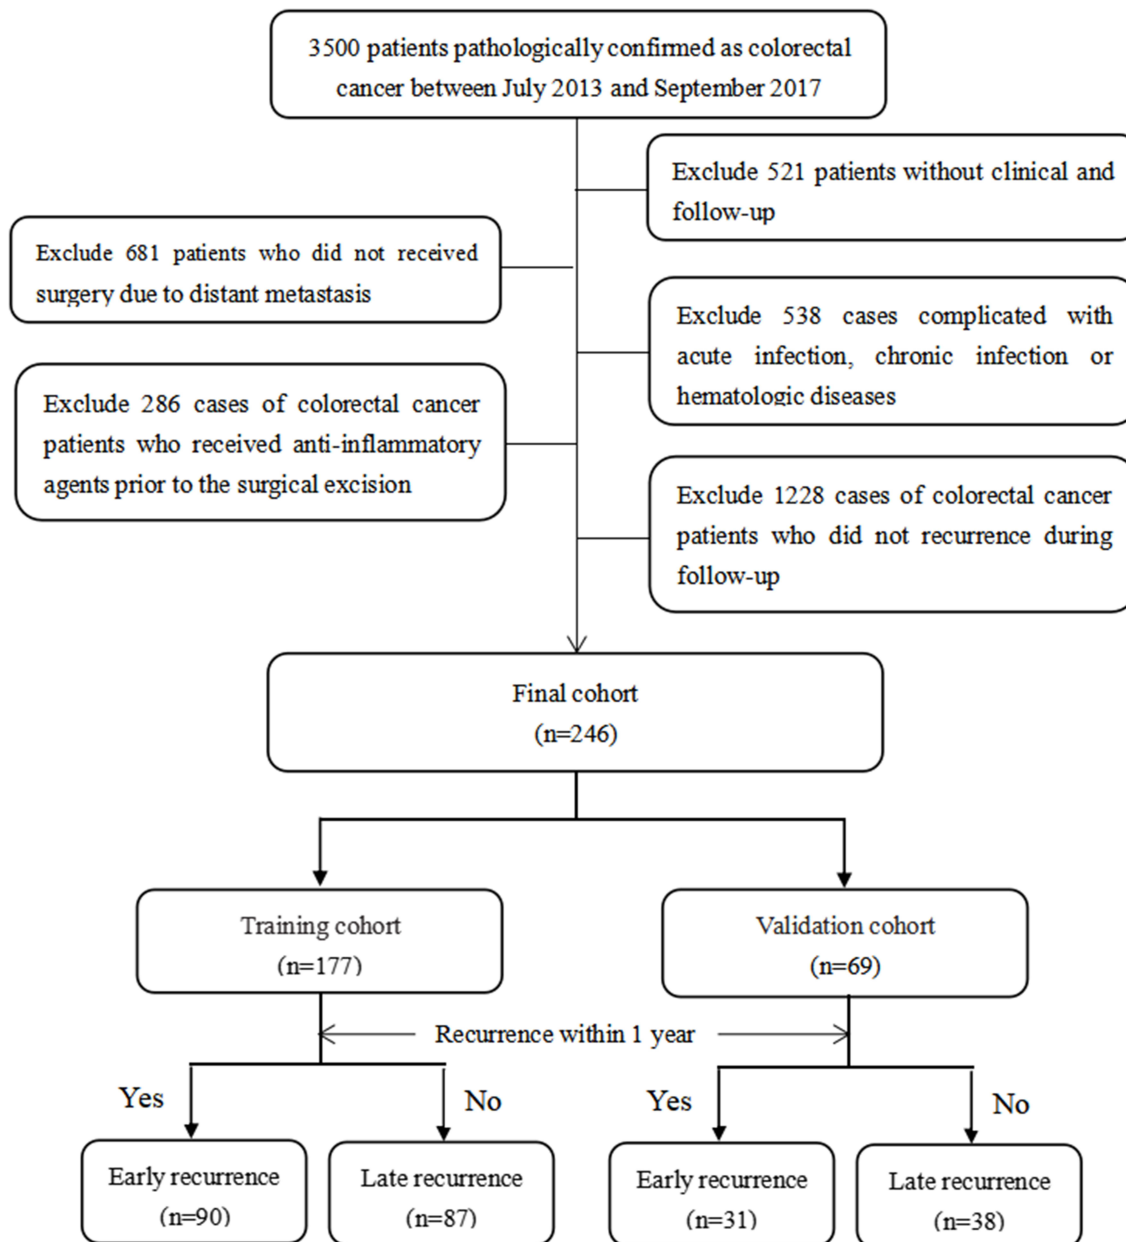 3500 patients pathologically confirmed as colorectal
cancer between July 2013 and September 2017
Exclude 521 patients without clinical and
follow-up
Exclude 681 patients who did not received
surgery due to distant metastasis
Exclude 538 cases complicated with
acute infection, chronic infection or
hematologic diseases
Exclude 286 cases of colorectal cancer
patients who received anti-inflammatory
agents prior to the surgical excision
Exclude 1228 cases of colorectal cancer
patients who did not recurrence during
follow-up
Final cohort
(n=246)
Training cohort
(n=177)
Validation cohort
(n=69)
Recurrence within 1 year
Yes
No
Yes
No
Early recurrence
(n=90)
Late recurrence
(n=87)
Early recurrence
(n=31)
Late recurrence
(n=38)